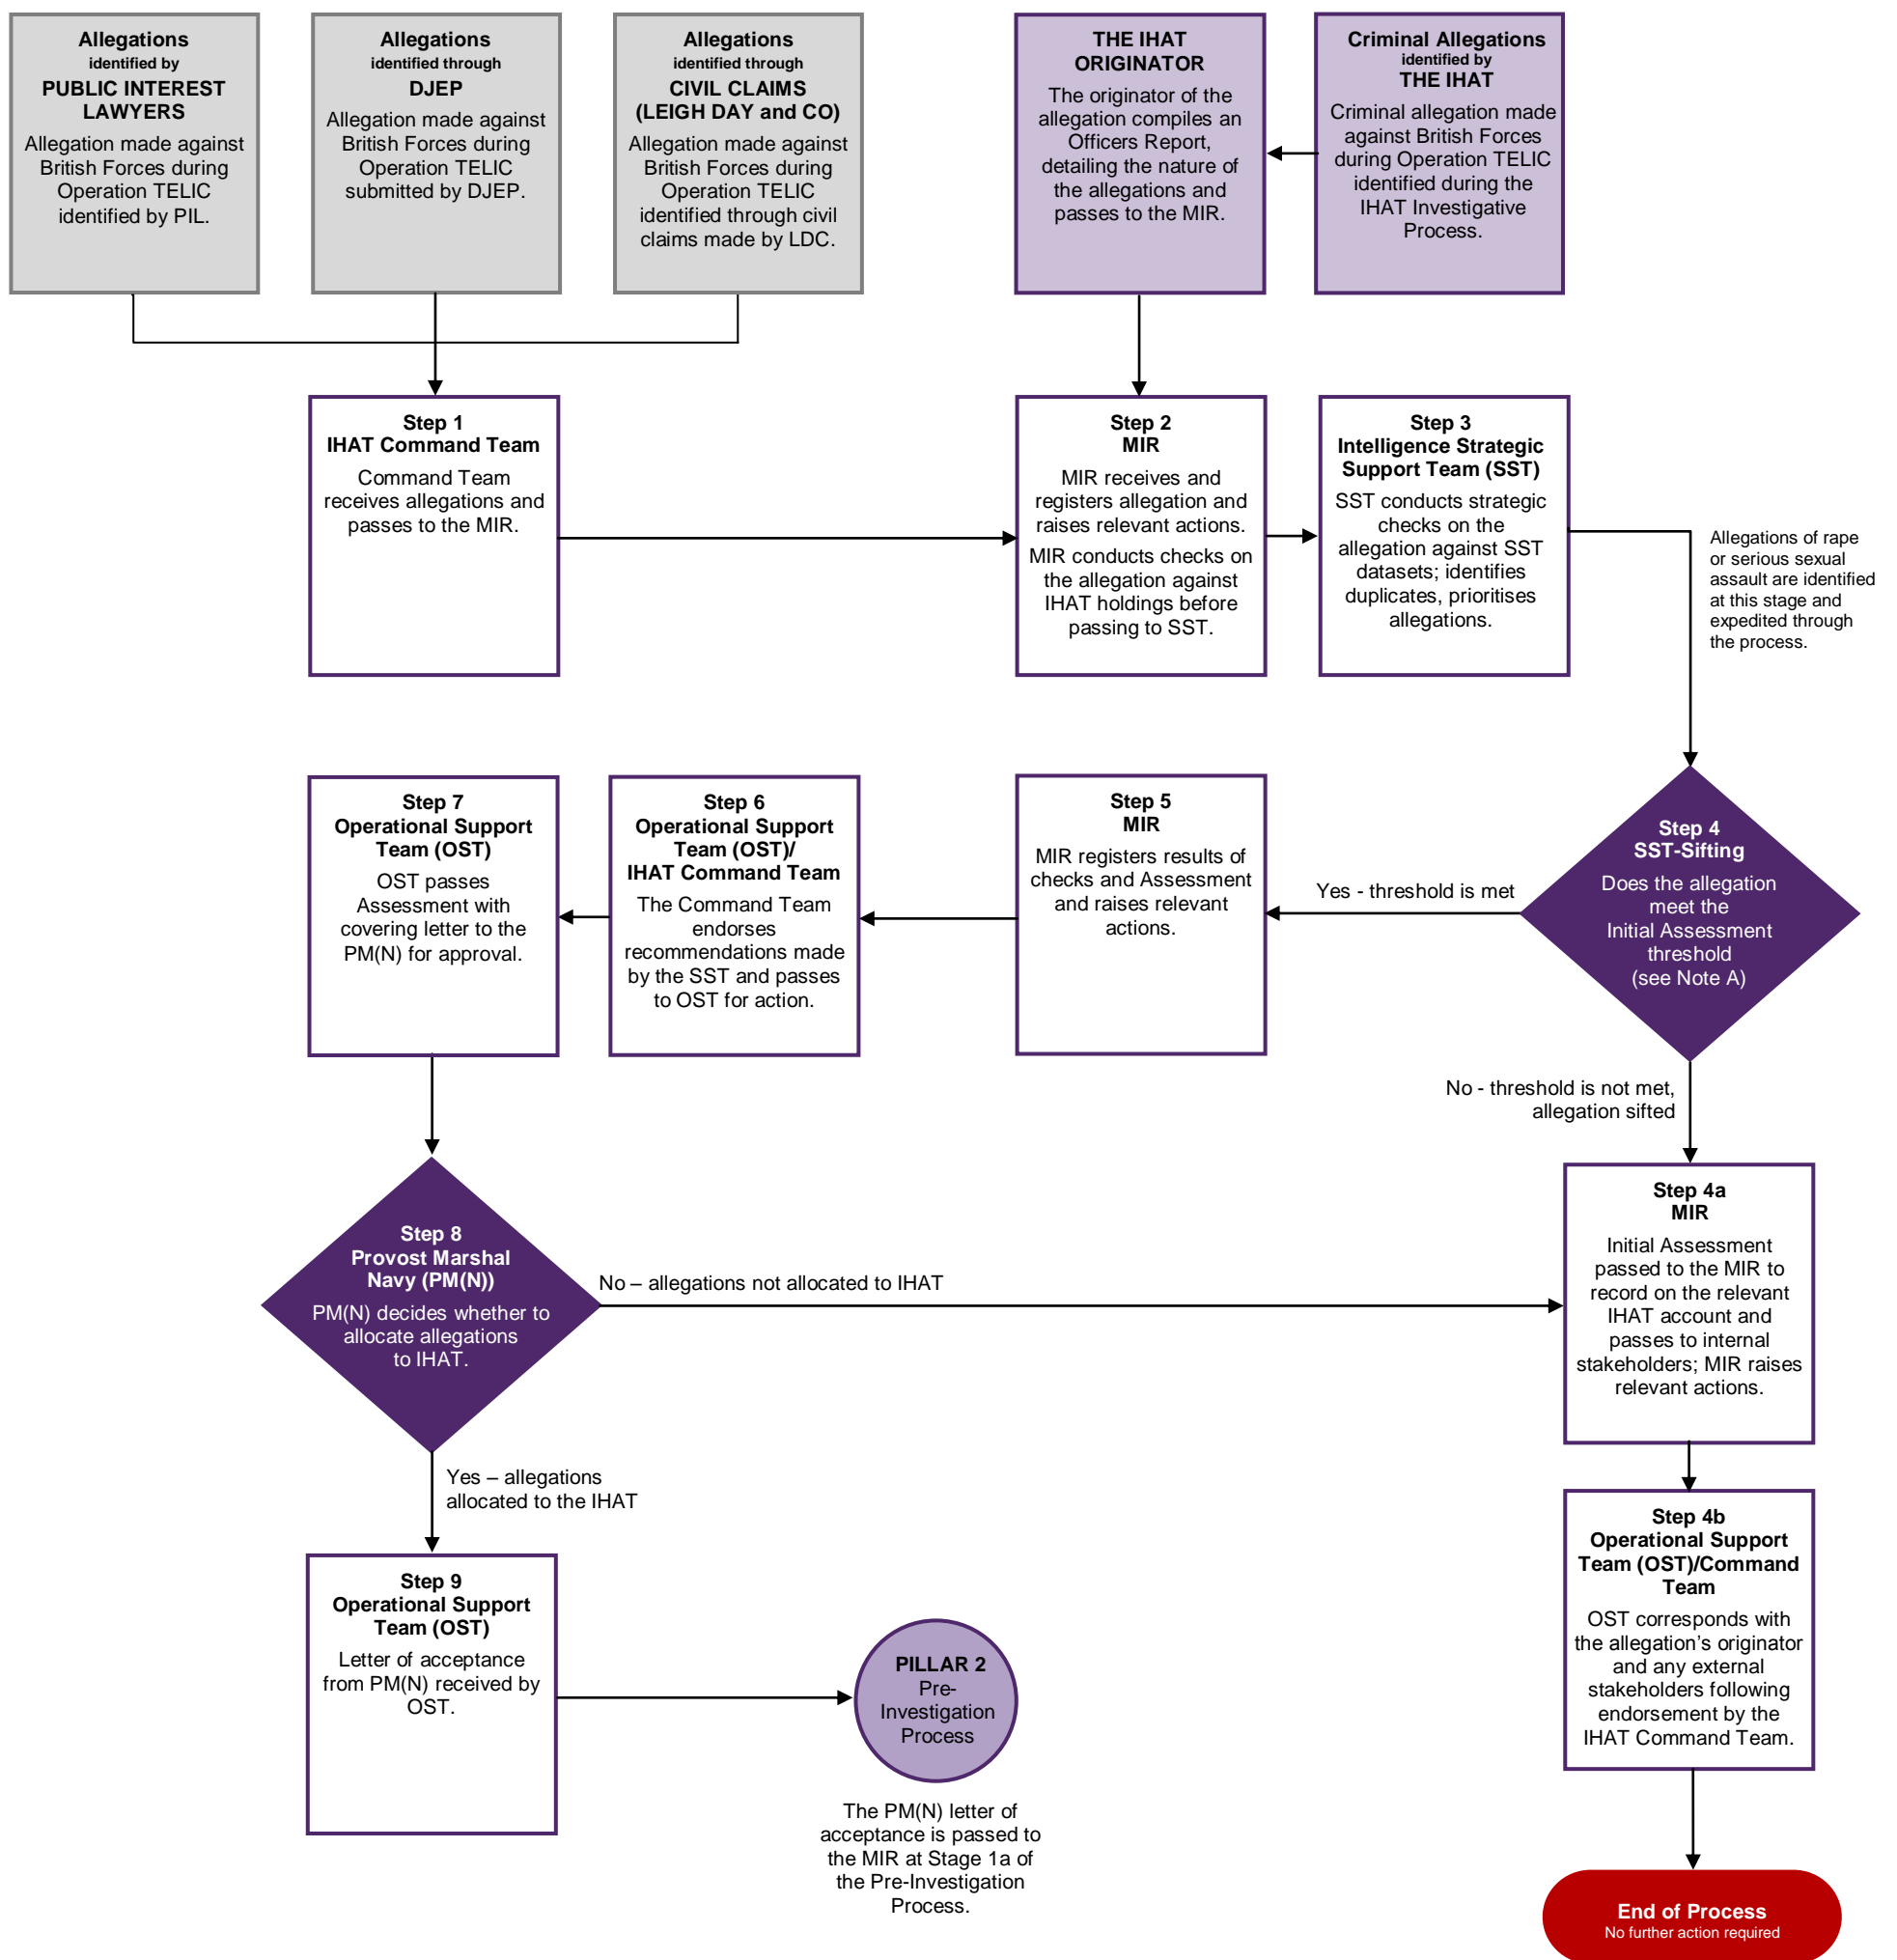 Allegations
identified by
PUBLIC INTEREST
LAWYERS
Allegation made against
British Forces during
Operation TELIC
identified by PIL.
Allegations
identified through
DJEP
Allegation made against
British Forces during
Operation TELIC
submitted by DJEP.
Allegations
identified through
CIVIL CLAIMS
(LEIGH DAY and CO)
Allegation made against
British Forces during
Operation TELIC
identified through civil
claims made by LDC.
THE IHAT
ORIGINATOR
The originator of the
allegation compiles an
Officers Report,
detailing the nature of
the allegations and
passes to the MIR.
Criminal Allegations
identified by
THE IHAT
Criminal allegation made
against British Forces
during Operation TELIC
identified during the
IHAT Investigative
Process.
Step 1
IHAT Command Team
Command Team
receives allegations and
passes to the MIR.
Step 2
MIR
MIR receives and
registers allegation and
raises relevant actions.
MIR conducts checks on
the allegation against
IHAT holdings before
passing to SST.
Step 3
Intelligence Strategic
Support Team (SST)
SST conducts strategic
checks on the
allegation against SST
datasets; identifies
duplicates, prioritises
allegations.
Allegations of rape
or serious sexual
assault are identified
at this stage and
expedited through
the process.
Step 4
SST-Sifting
Does the allegation
meet the
Initial Assessment
threshold
(see Note A)
Yes - threshold is met
Step 5
MIR
MIR registers results of
checks and Assessment
and raises relevant
actions.
Step 6
Operational Support
Team (OST)/
IHAT Command Team
The Command Team
endorses
recommendations made
by the SST and passes
to OST for action.
Step 7
Operational Support
Team (OST)
OST passes
Assessment with
covering letter to the
PM(N) for approval.
No - threshold is not met,
allegation sifted
Step 4a
MIR
Initial Assessment
passed to the MIR to
record on the relevant
IHAT account and
passes to internal
stakeholders; MIR raises
relevant actions.
Step 8
Provost Marshal
Navy (PM(N))
PM(N) decides whether to
allocate allegations
to IHAT.
No – allegations not allocated to IHAT
Yes – allegations
allocated to the IHAT
Step 4b
Operational Support
Team (OST)/Command
Team
OST corresponds with
the allegation’s originator
and any external
stakeholders following
endorsement by the
IHAT Command Team.
Step 9
Operational Support
Team (OST)
Letter of acceptance
from PM(N) received by
OST.
PILLAR 2
Pre-
Investigation
Process
The PM(N) letter of
acceptance is passed to
the MIR at Stage 1a of
the Pre-Investigation
Process.
End of Process
No further action required